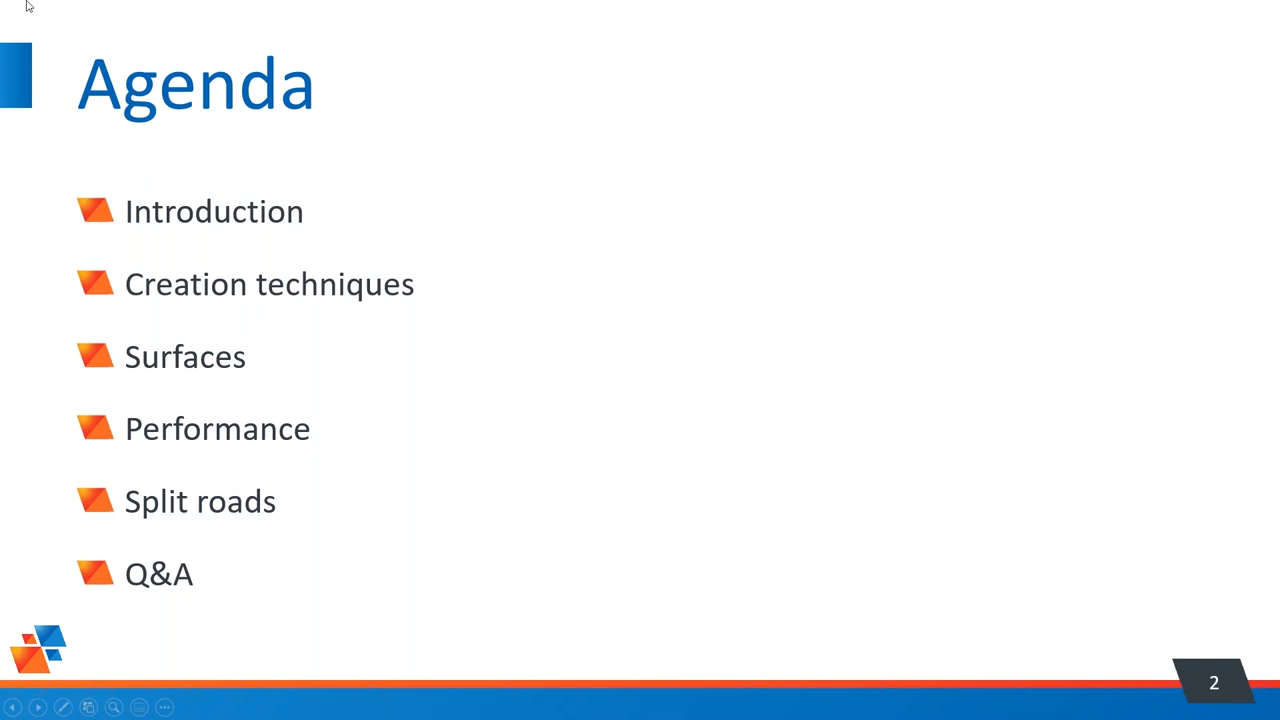 Agenda
Introduction
Creation techniques
Surfaces
Performance
Split roads
Q&A
2